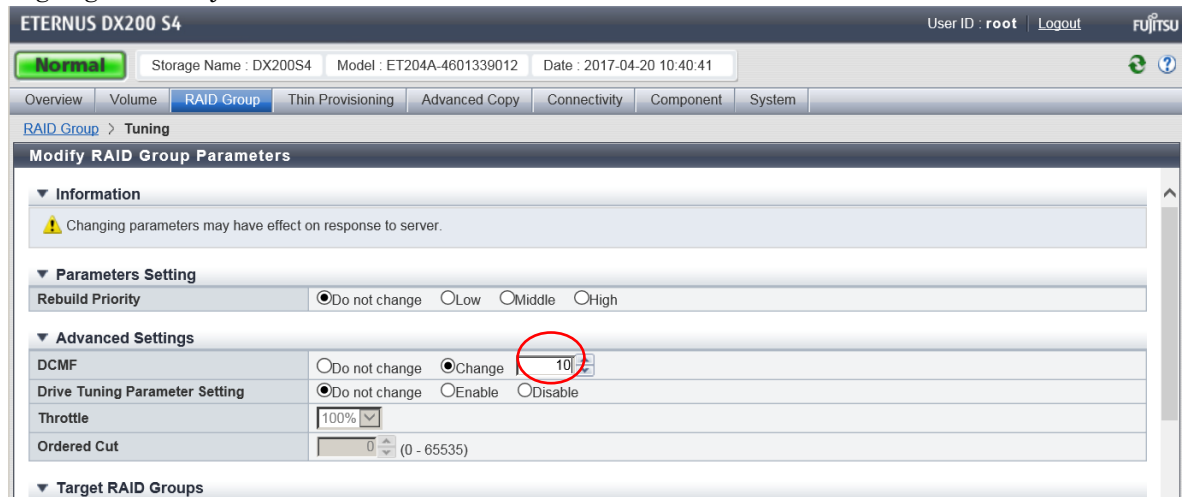 ETERNUS DX200 S4 User ID : root Logout FUJITSU
Normal Storage Name : DX200S4 Model : ET204A-4601339012 Date : 2017-04-20 10:40:41
Overview Volume RAID Group Thin Provisioning Advanced Copy Connectivity Component System
RAID Group > Tuning
Modify RAID Group Parameters
Information
Changing parameters may have effect on response to server.
Parameters Setting
Rebuild Priority Do not change Low Middle High
Advanced Settings
DCMF Do not change Change 10
Drive Tuning Parameter Setting Do not change Enable Disable
Throttle 100%
Ordered Cut 0 (0 - 65535)
Target RAID Groups